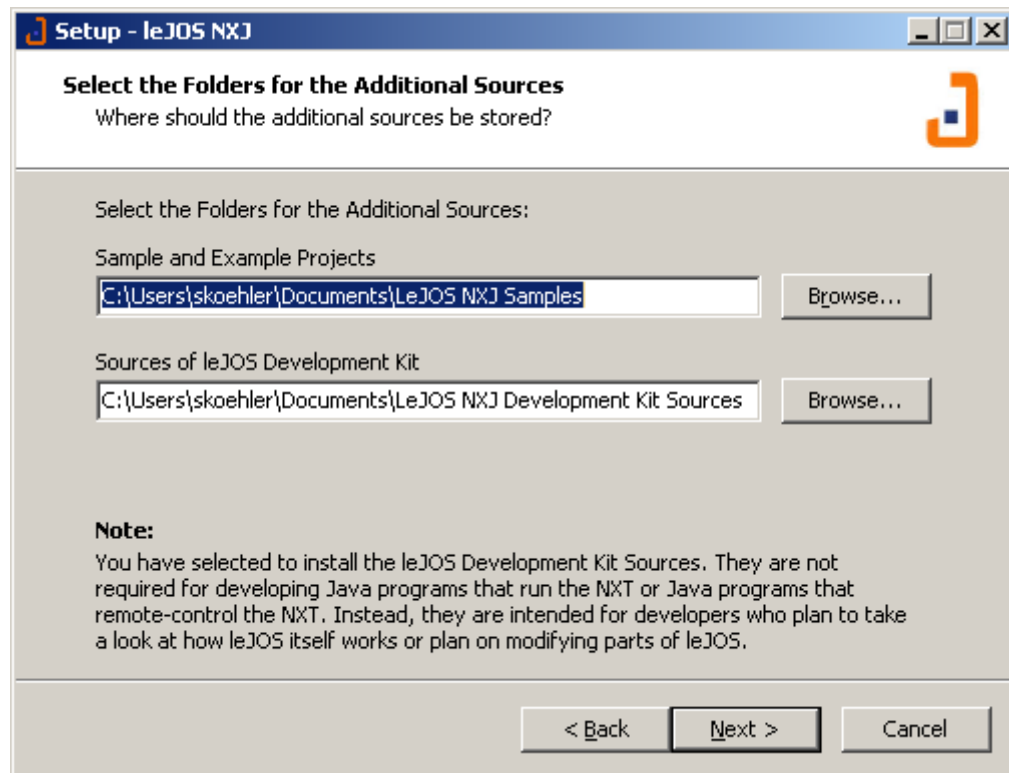 Setup - leJOS NXJ
Select the Folders for the Additional Sources
Where should the additional sources be stored?
Select the Folders for the Additional Sources:
Sample and Example Projects
C:\Users\skoehler\Documents\LeJOS NXJ Samples
Browse...
Sources of leJOS Development Kit
C:\Users\skoehler\Documents\LeJOS NXJ Development Kit Sources
Browse...
Note:
You have selected to install the leJOS Development Kit Sources. They are not
required for developing Java programs that run the NXT or Java programs that
remote-control the NXT. Instead, they are intended for developers who plan to take
a look at how leJOS itself works or plan on modifying parts of leJOS.
< Back
Next >
Cancel